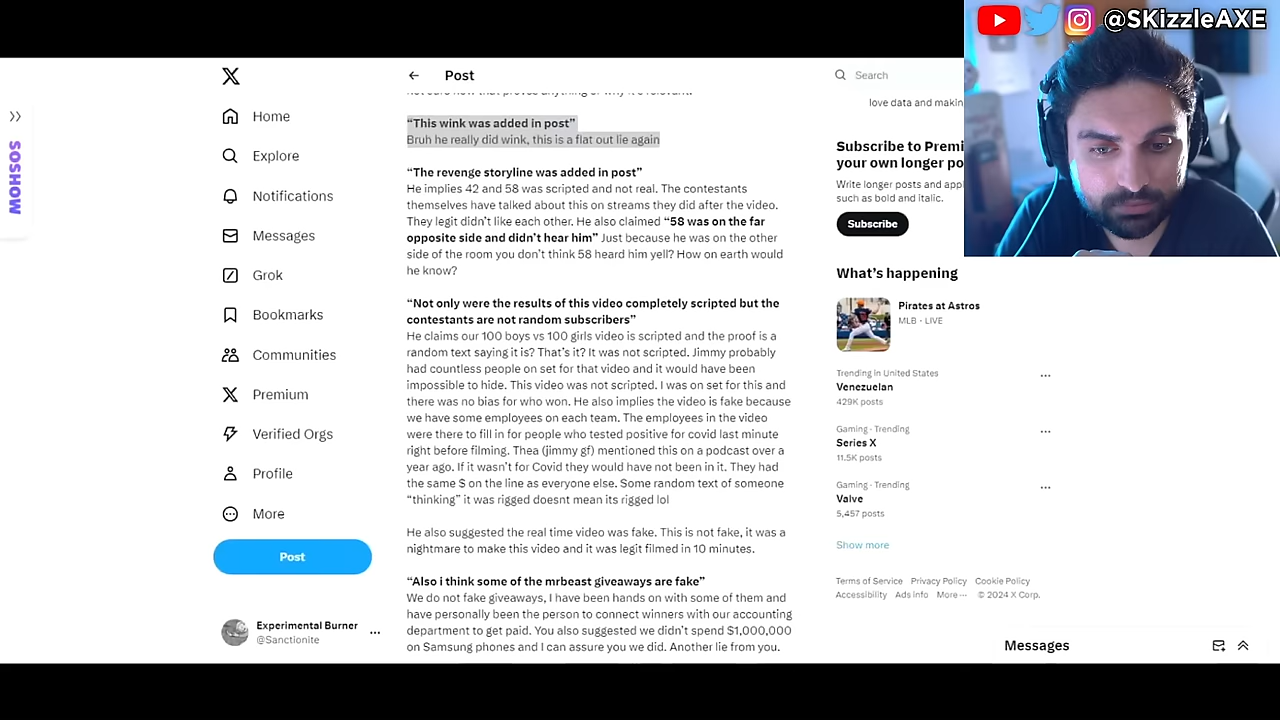 @SKizzleAXE
SOSHOW
Home
Explore
Notifications
Messages
Grok
Bookmarks
Communities
Premium
Verified Orgs
Profile
More
Post
Experimental Burner
@Sanctionite
Post
“This wink was added in post”
Bruh he really did wink, this is a flat out lie again
“The revenge storyline was added in post”
He implies 42 and 58 was scripted and not real. The contestants
themselves have talked about this on streams they did after the video.
They legit didn’t like each other. He also claimed “58 was on the far
opposite side and didn’t hear him” Just because he was on the other
side of the room you don’t think 58 heard him yell? How on earth would
he know?
“Not only were the results of this video completely scripted but the
contestants are not random subscribers”
He claims our 100 boys vs 100 girls video is scripted and the proof is a
random text saying it is? That’s it? It was not scripted. Jimmy probably
had countless people on set for that video and it would have been
impossible to hide. This video was not scripted. I was on set for this and
there was no bias for who won. He also implies the video is fake because
we have some employees on each team. The employees in the video
were there to fill in for people who tested positive for covid last minute
right before filming. Thea (jimmy gf) mentioned this on a podcast over a
year ago. If it wasn’t for Covid they would have not been in it. They had
the same $ on the line as everyone else. Some random text of someone
“thinking” it was rigged doesnt mean its rigged lol
He also suggested the real time video was fake. This is not fake, it was a
nightmare to make this video and it was legit filmed in 10 minutes.
“Also i think some of the mrbeast giveaways are fake”
We do not fake giveaways, I have been hands on with some of them and
have personally been the person to connect winners with our accounting
department to get paid. You also suggested we didn’t spend $1,000,000
on Samsung phones and I can assure you we did. Another lie from you.
Search
love data and makin
Subscribe to Premi
your own longer po
Write longer posts and appl
such as bold and italic.
Subscribe
What’s happening
Pirates at Astros
MLB · LIVE
Trending in United States
Venezuelan
429K posts
Gaming · Trending
Series X
11.5K posts
Gaming · Trending
Valve
5,457 posts
Show more
Terms of Service Privacy Policy Cookie Policy
Accessibility Ads info More ··· © 2024 X Corp.
Messages